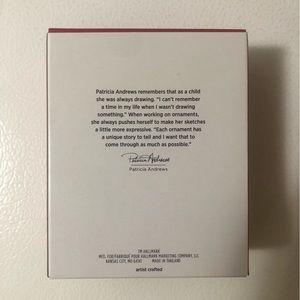 Patricia Andrews remembers that as a child
she was always drawing. "I can't remember
a time in my life when I wasn't drawing
something." When working on ornaments,
she always pushes herself to make her sketches
a little more expressive. "Each ornament has
a unique story to tell and I want that to
come through as much as possible."
Patricia Andrews
Patricia Andrews
TM HALLMARK
MFD. FOR/FABRIQUÉ POUR HALLMARK MARKETING COMPANY, LLC
KANSAS CITY, MO 64141
MADE IN THAILAND
artist crafted